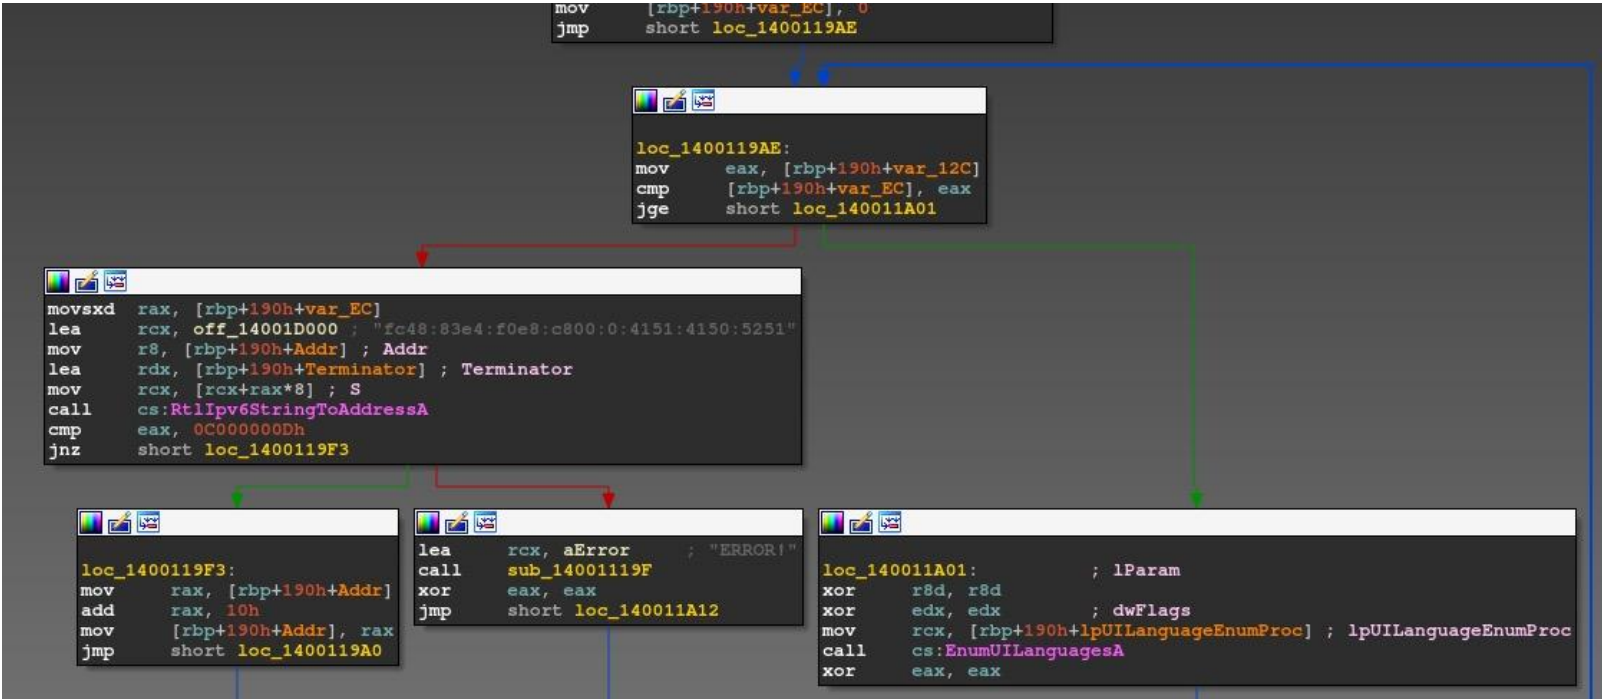 mov [rbp+190h+var_EC], 0
jmp short loc_1400119AE
loc_1400119AE:
mov eax, [rbp+190h+var_12C]
cmp [rbp+190h+var_EC], eax
jge short loc_140011A01
movsxd rax, [rbp+190h+var_EC]
lea rcx, off_14001D000 ; "fc48:83e4:f0e8:c800:0:4151:4150:5251"
mov r8, [rbp+190h+Addr] ; Addr
lea rdx, [rbp+190h+Terminator] ; Terminator
mov rcx, [rcx+rax*8] ; S
call cs:RtlIpv6StringToAddressA
cmp eax, 0C000000Dh
jnz short loc_1400119F3
loc_1400119F3:
mov rax, [rbp+190h+Addr]
add rax, 10h
mov [rbp+190h+Addr], rax
jmp short loc_1400119A0
lea rcx, aError ; "ERROR!"
call sub_14001119F
xor eax, eax
jmp short loc_140011A12
loc_140011A01: ; lParam
xor r8d, r8d
xor edx, edx ; dwFlags
mov rcx, [rbp+190h+lpUILanguageEnumProc] ; lpUILanguageEnumProc
call cs:EnumUILanguagesA
xor eax, eax